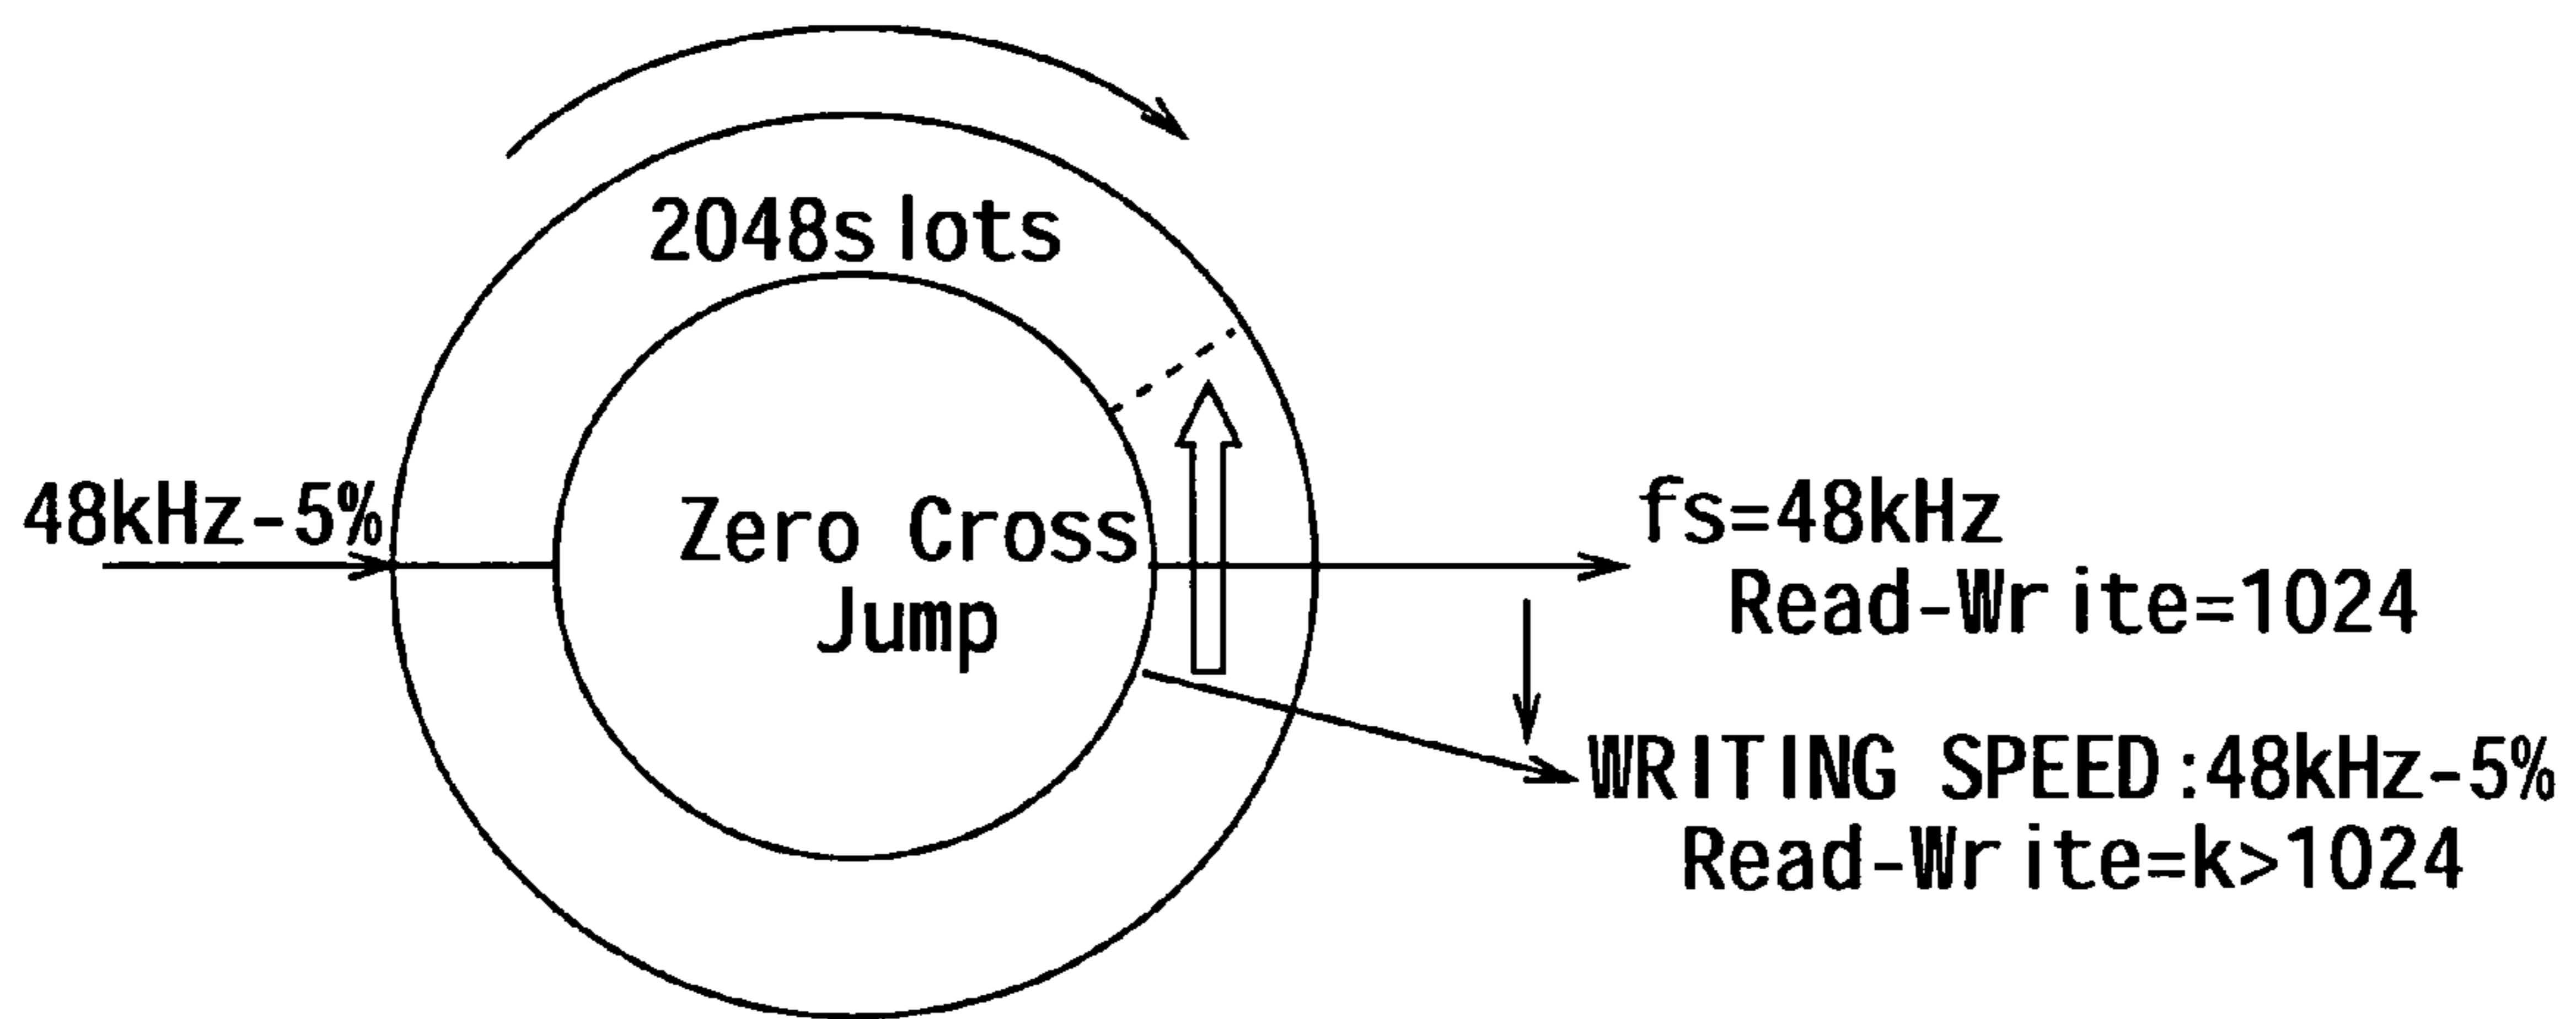 2048slots
Zero Cross
Jump
48kHz-5%
fs=48kHz
Read-Write=1024
WRITING SPEED:48kHz-5%
Read-Write=k>1024